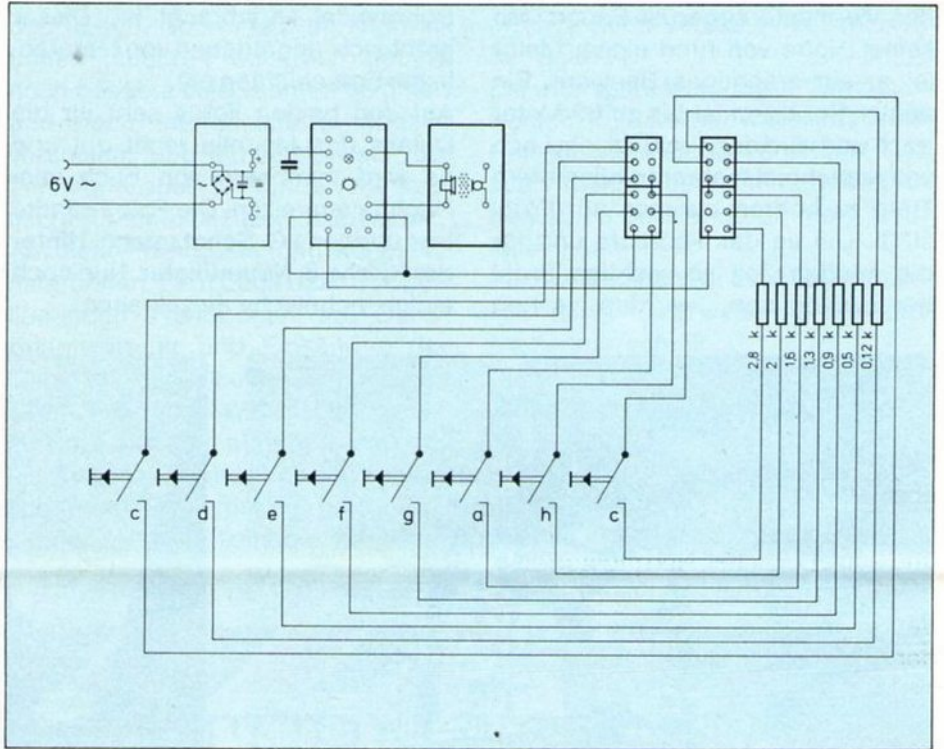 6V ~
~
+
=
-
2,8 k
2 k
1,6 k
1,3 k
0,9 k
0,5 k
0,12 k
c d e f g a h c